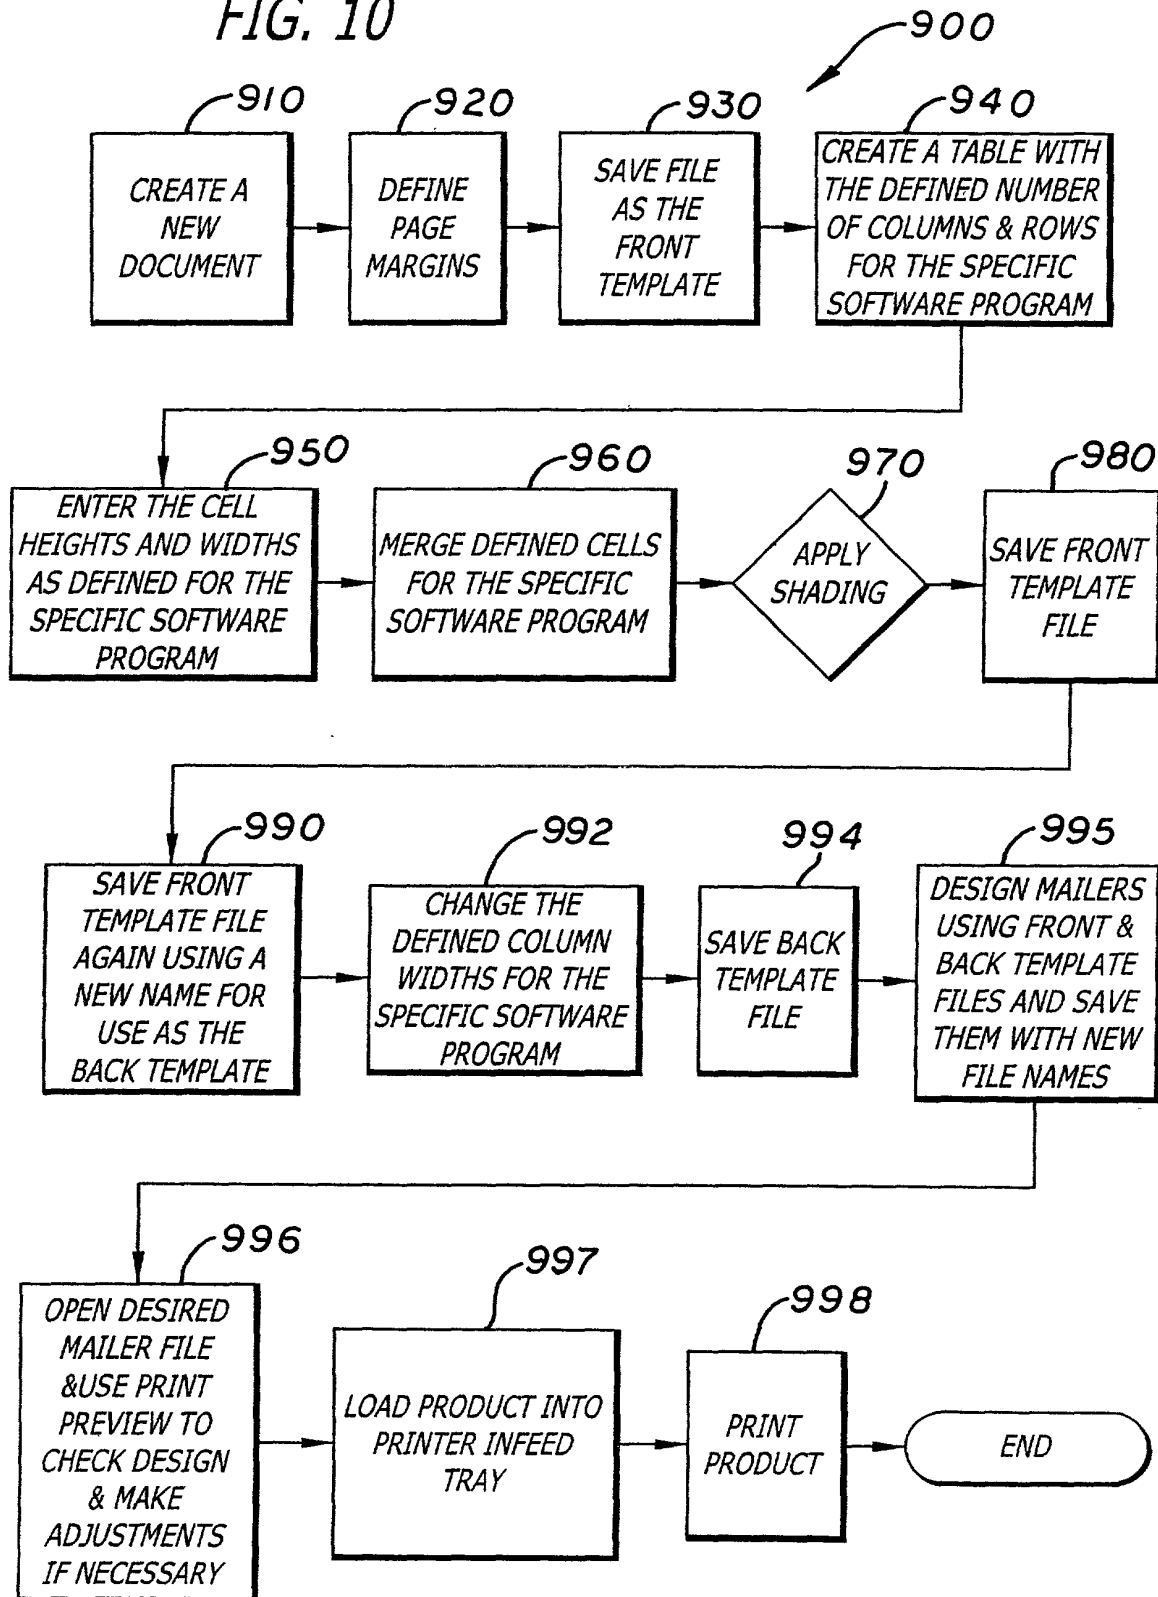 FIG. 10
900
910
920
930
940
CREATE A
NEW
DOCUMENT
DEFINE
PAGE
MARGINS
SAVE FILE
AS THE
FRONT
TEMPLATE
CREATE A TABLE WITH
THE DEFINED NUMBER
OF COLUMNS & ROWS
FOR THE SPECIFIC
SOFTWARE PROGRAM
950
960
970
980
ENTER THE CELL
HEIGHTS AND WIDTHS
AS DEFINED FOR THE
SPECIFIC SOFTWARE
PROGRAM
MERGE DEFINED CELLS
FOR THE SPECIFIC
SOFTWARE PROGRAM
APPLY
SHADING
SAVE FRONT
TEMPLATE
FILE
990
992
994
995
SAVE FRONT
TEMPLATE FILE
AGAIN USING A
NEW NAME FOR
USE AS THE
BACK TEMPLATE
CHANGE THE
DEFINED COLUMN
WIDTHS FOR THE
SPECIFIC SOFTWARE
PROGRAM
SAVE BACK
TEMPLATE
FILE
DESIGN MAILERS
USING FRONT &
BACK TEMPLATE
FILES AND SAVE
THEM WITH NEW
FILE NAMES
996
997
998
OPEN DESIRED
MAILER FILE
&USE PRINT
PREVIEW TO
CHECK DESIGN
& MAKE
ADJUSTMENTS
IF NECESSARY
LOAD PRODUCT INTO
PRINTER INFEED
TRAY
PRINT
PRODUCT
END